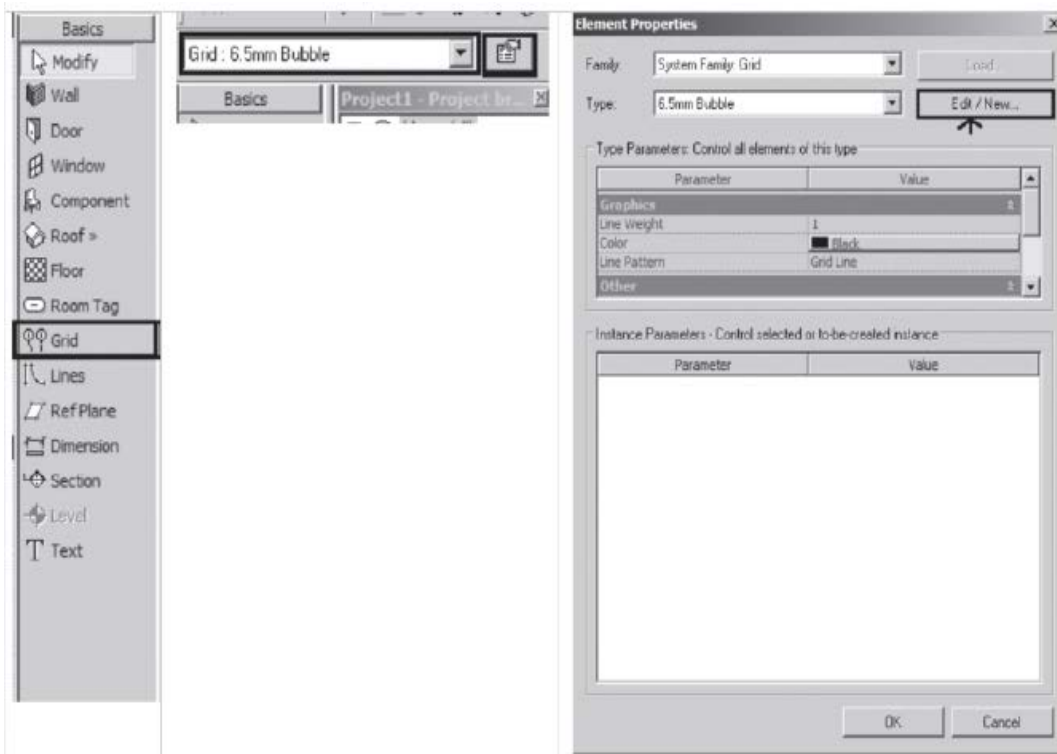 Basics
Modify
Wall
Door
Window
Component
Roof »
Floor
Room Tag
Grid
Lines
Ref Plane
Dimension
Section
Level
Text
Grid : 6.5mm Bubble
Basics
Project1 - Project br...
Element Properties
Family: System Family: Grid Load...
Type: 6.5mm Bubble Edit / New...
Type Parameters: Control all elements of this type
Parameter Value
Graphics
Line Weight 1
Color Black
Line Pattern Grid Line
Other
Instance Parameters - Control selected or to-be-created instance
Parameter Value
OK Cancel